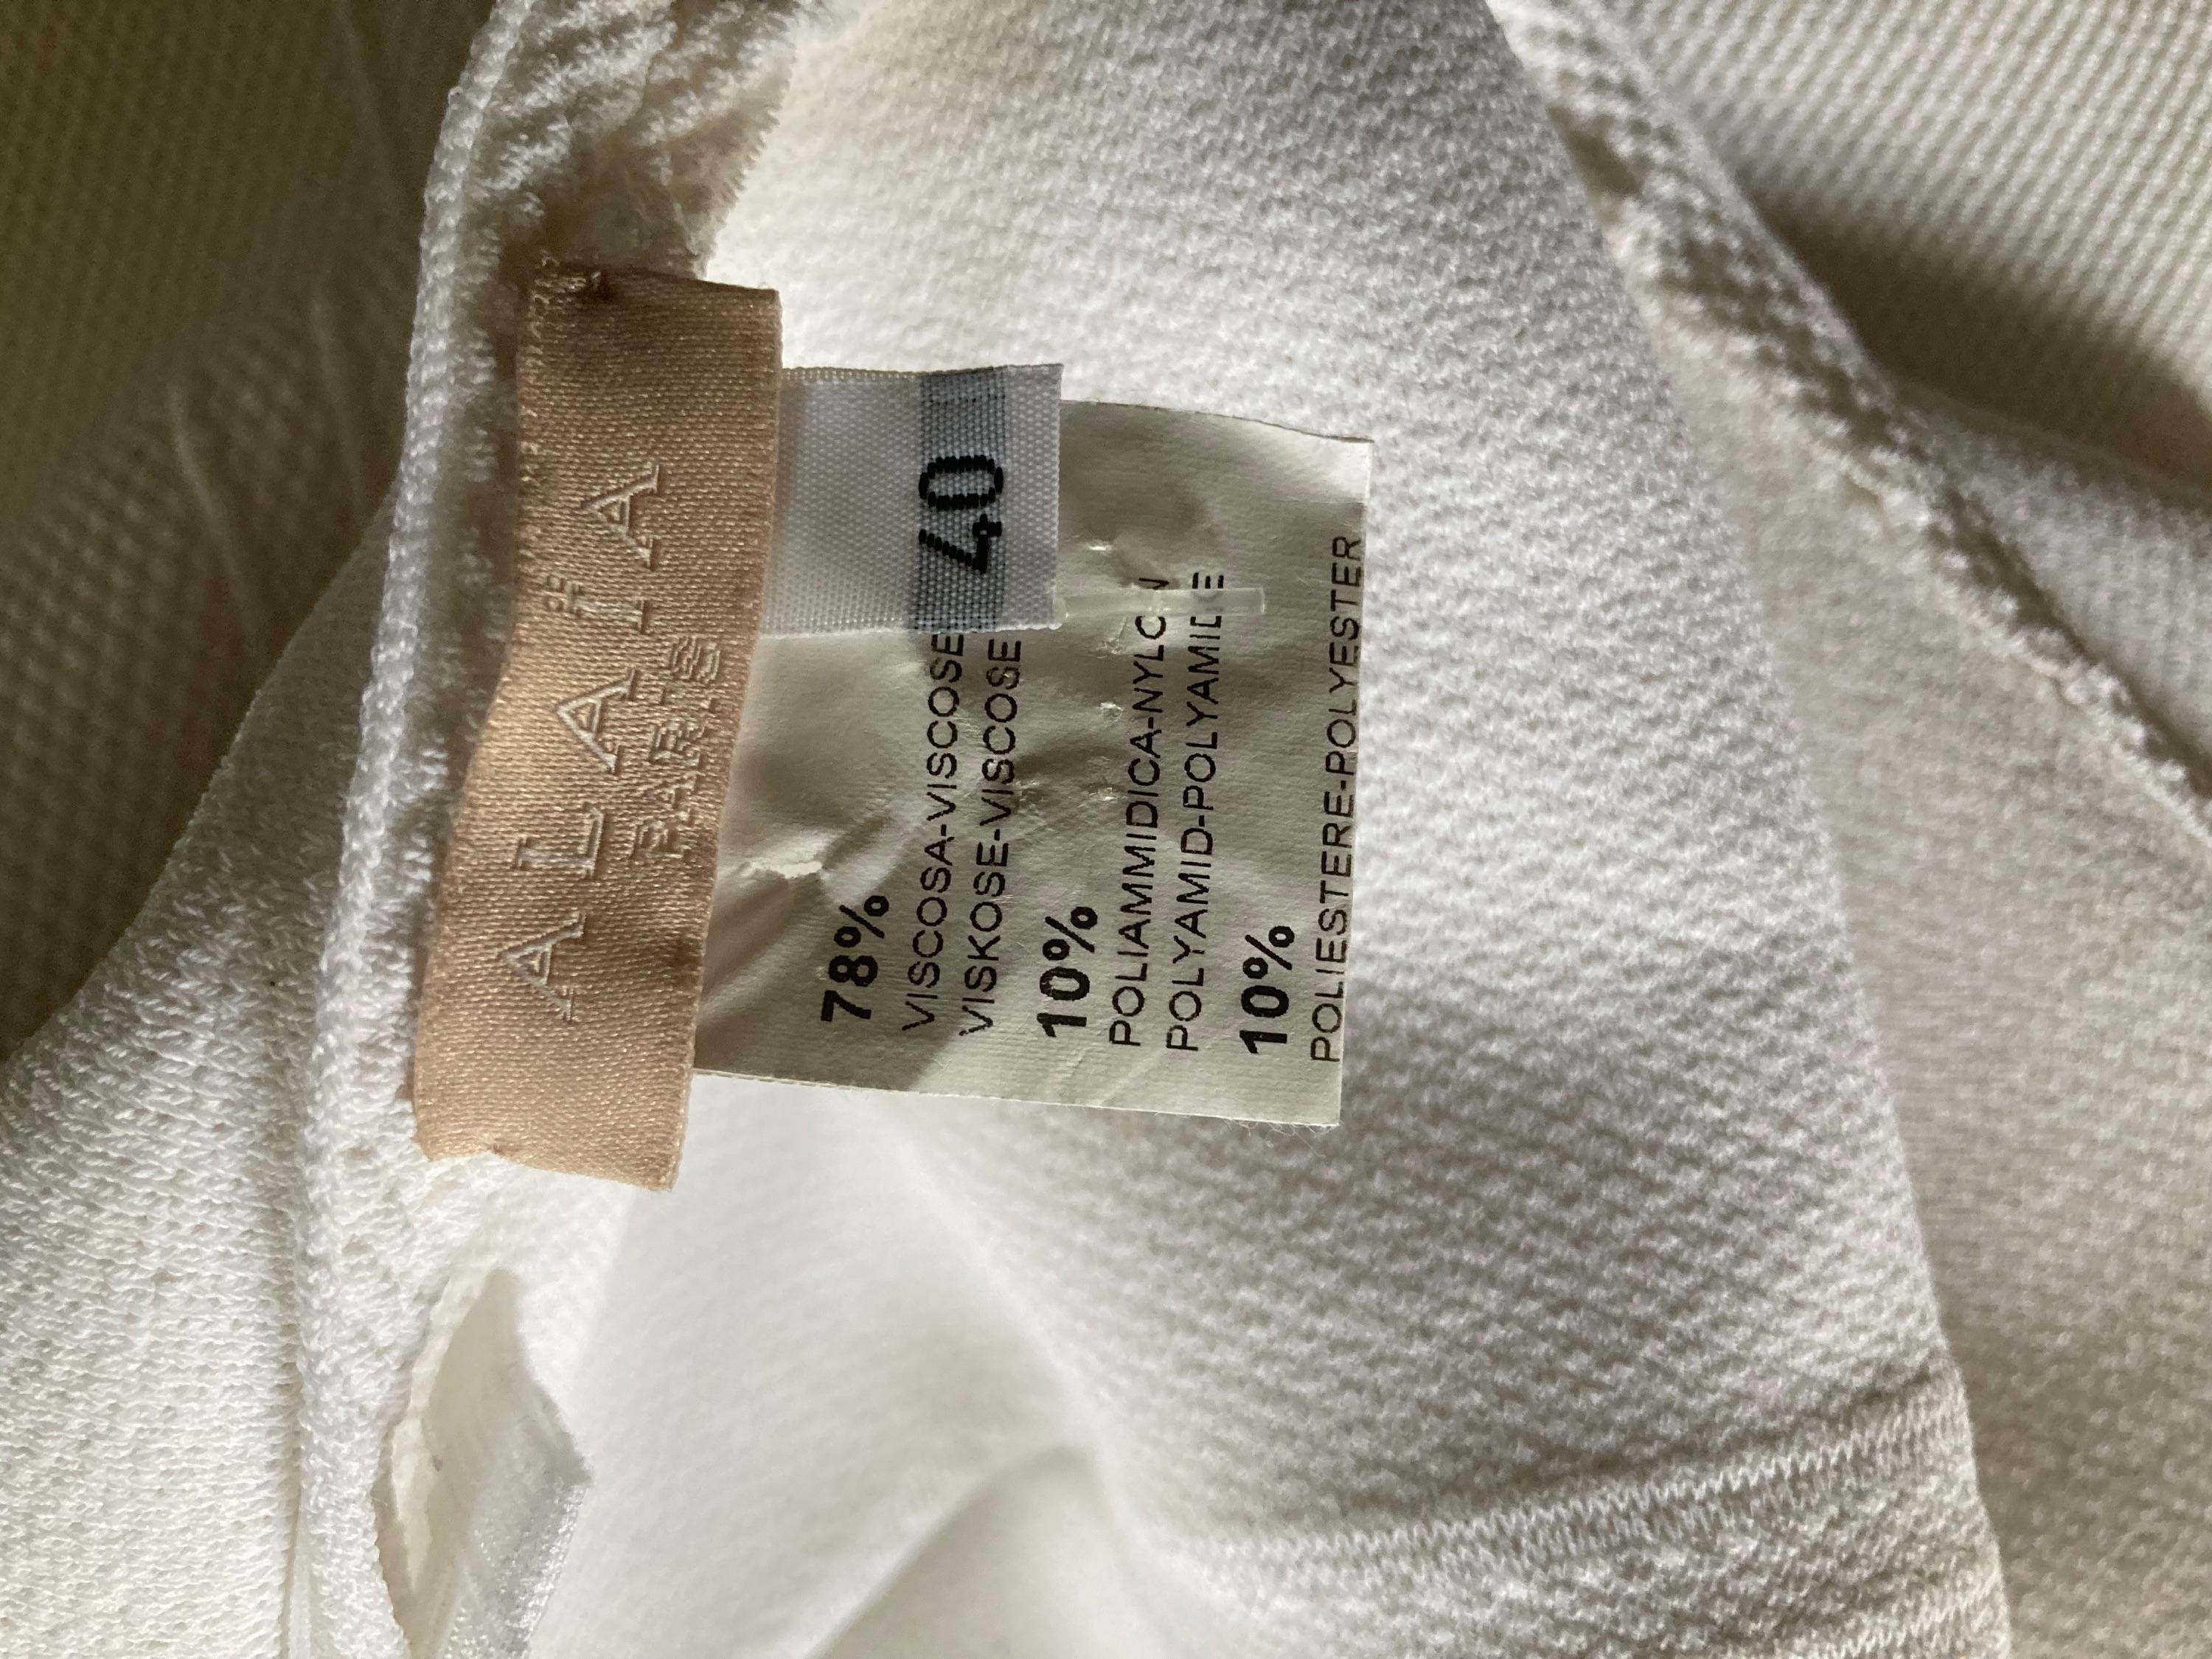 ALAÏA
PARIS
40
78%
VISCOSA-VISCOSE
VISKOSE-VISCOSE
10%
POLIAMMIDICA-NYLON
POLYAMID-POLYAMIDE
10%
POLIESTERE-POLYESTER